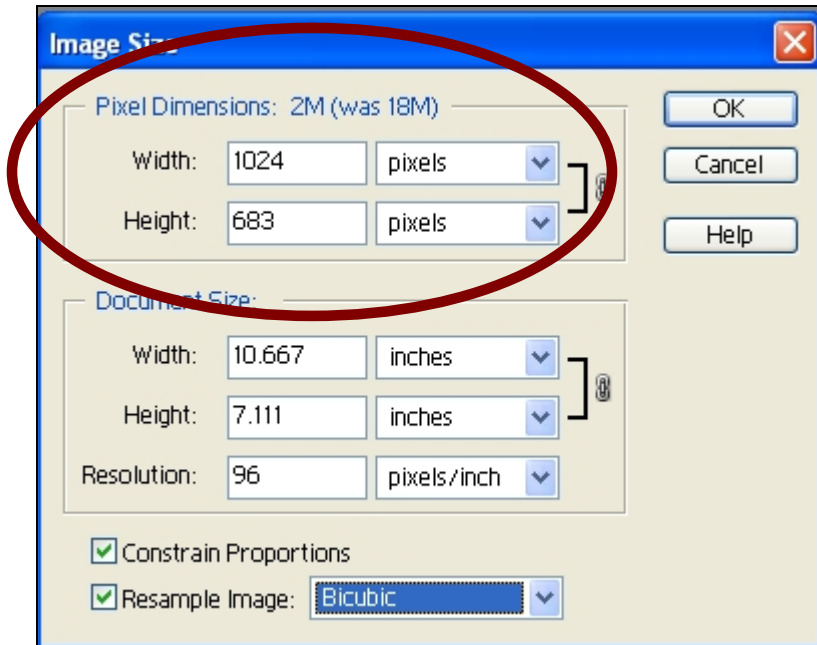 Image Size
Pixel Dimensions: 2M (was 18M)
OK
Width: 1024 pixels
Cancel
Height: 683 pixels
Help
Document Size:
Width: 10.667 inches
Height: 7.111 inches
Resolution: 96 pixels/inch
Constrain Proportions
Resample Image: Bicubic